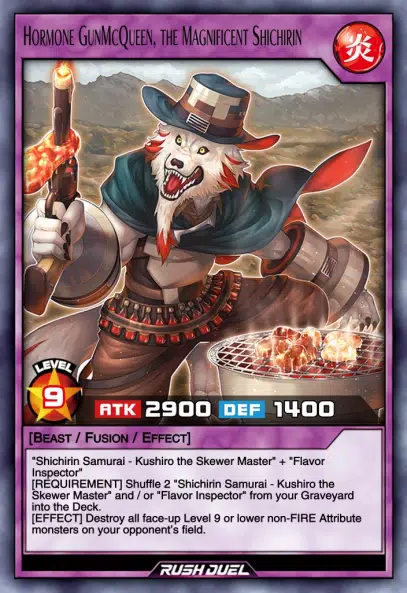 Hormone GunMcQueen, the Magnificent Shichirin
炎
LEVEL
9
ATK 2900 DEF 1400
[Beast / Fusion / Effect]
"Shichirin Samurai - Kushiro the Skewer Master" + "Flavor
Inspector"
[REQUIREMENT] Shuffle 2 "Shichirin Samurai - Kushiro the
Skewer Master" and / or "Flavor Inspector" from your Graveyard
into the Deck.
[EFFECT] Destroy all face-up Level 9 or lower non-FIRE Attribute
monsters on your opponent's field.
RUSH DUEL